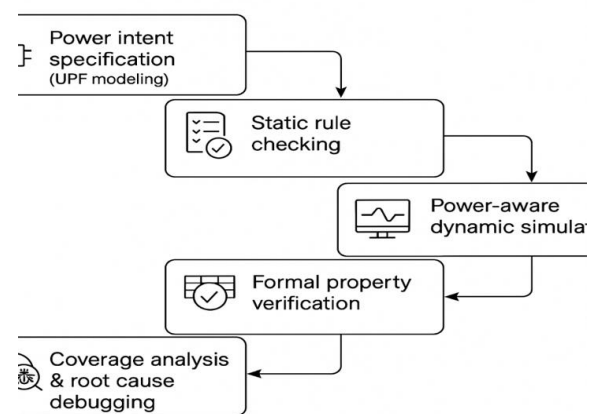 Power intent
specification
(UPF modeling)
Static rule
checking
Power-aware
dynamic simulat
Formal property
verification
Coverage analysis
& root cause
debugging